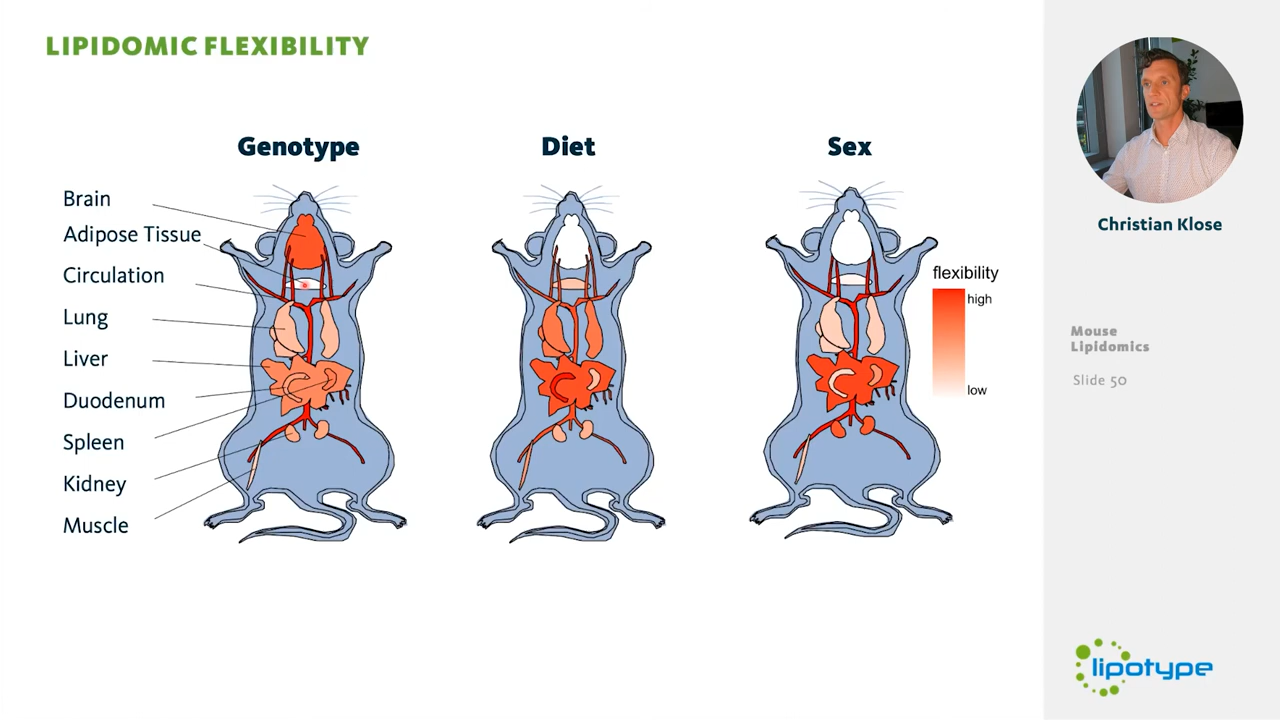 LIPIDOMIC FLEXIBILITY
Genotype
Diet
Sex
Brain
Adipose Tissue
Circulation
Lung
Liver
Duodenum
Spleen
Kidney
Muscle
flexibility
high
low
Christian Klose
Mouse
Lipidomics
Slide 50
lipotype